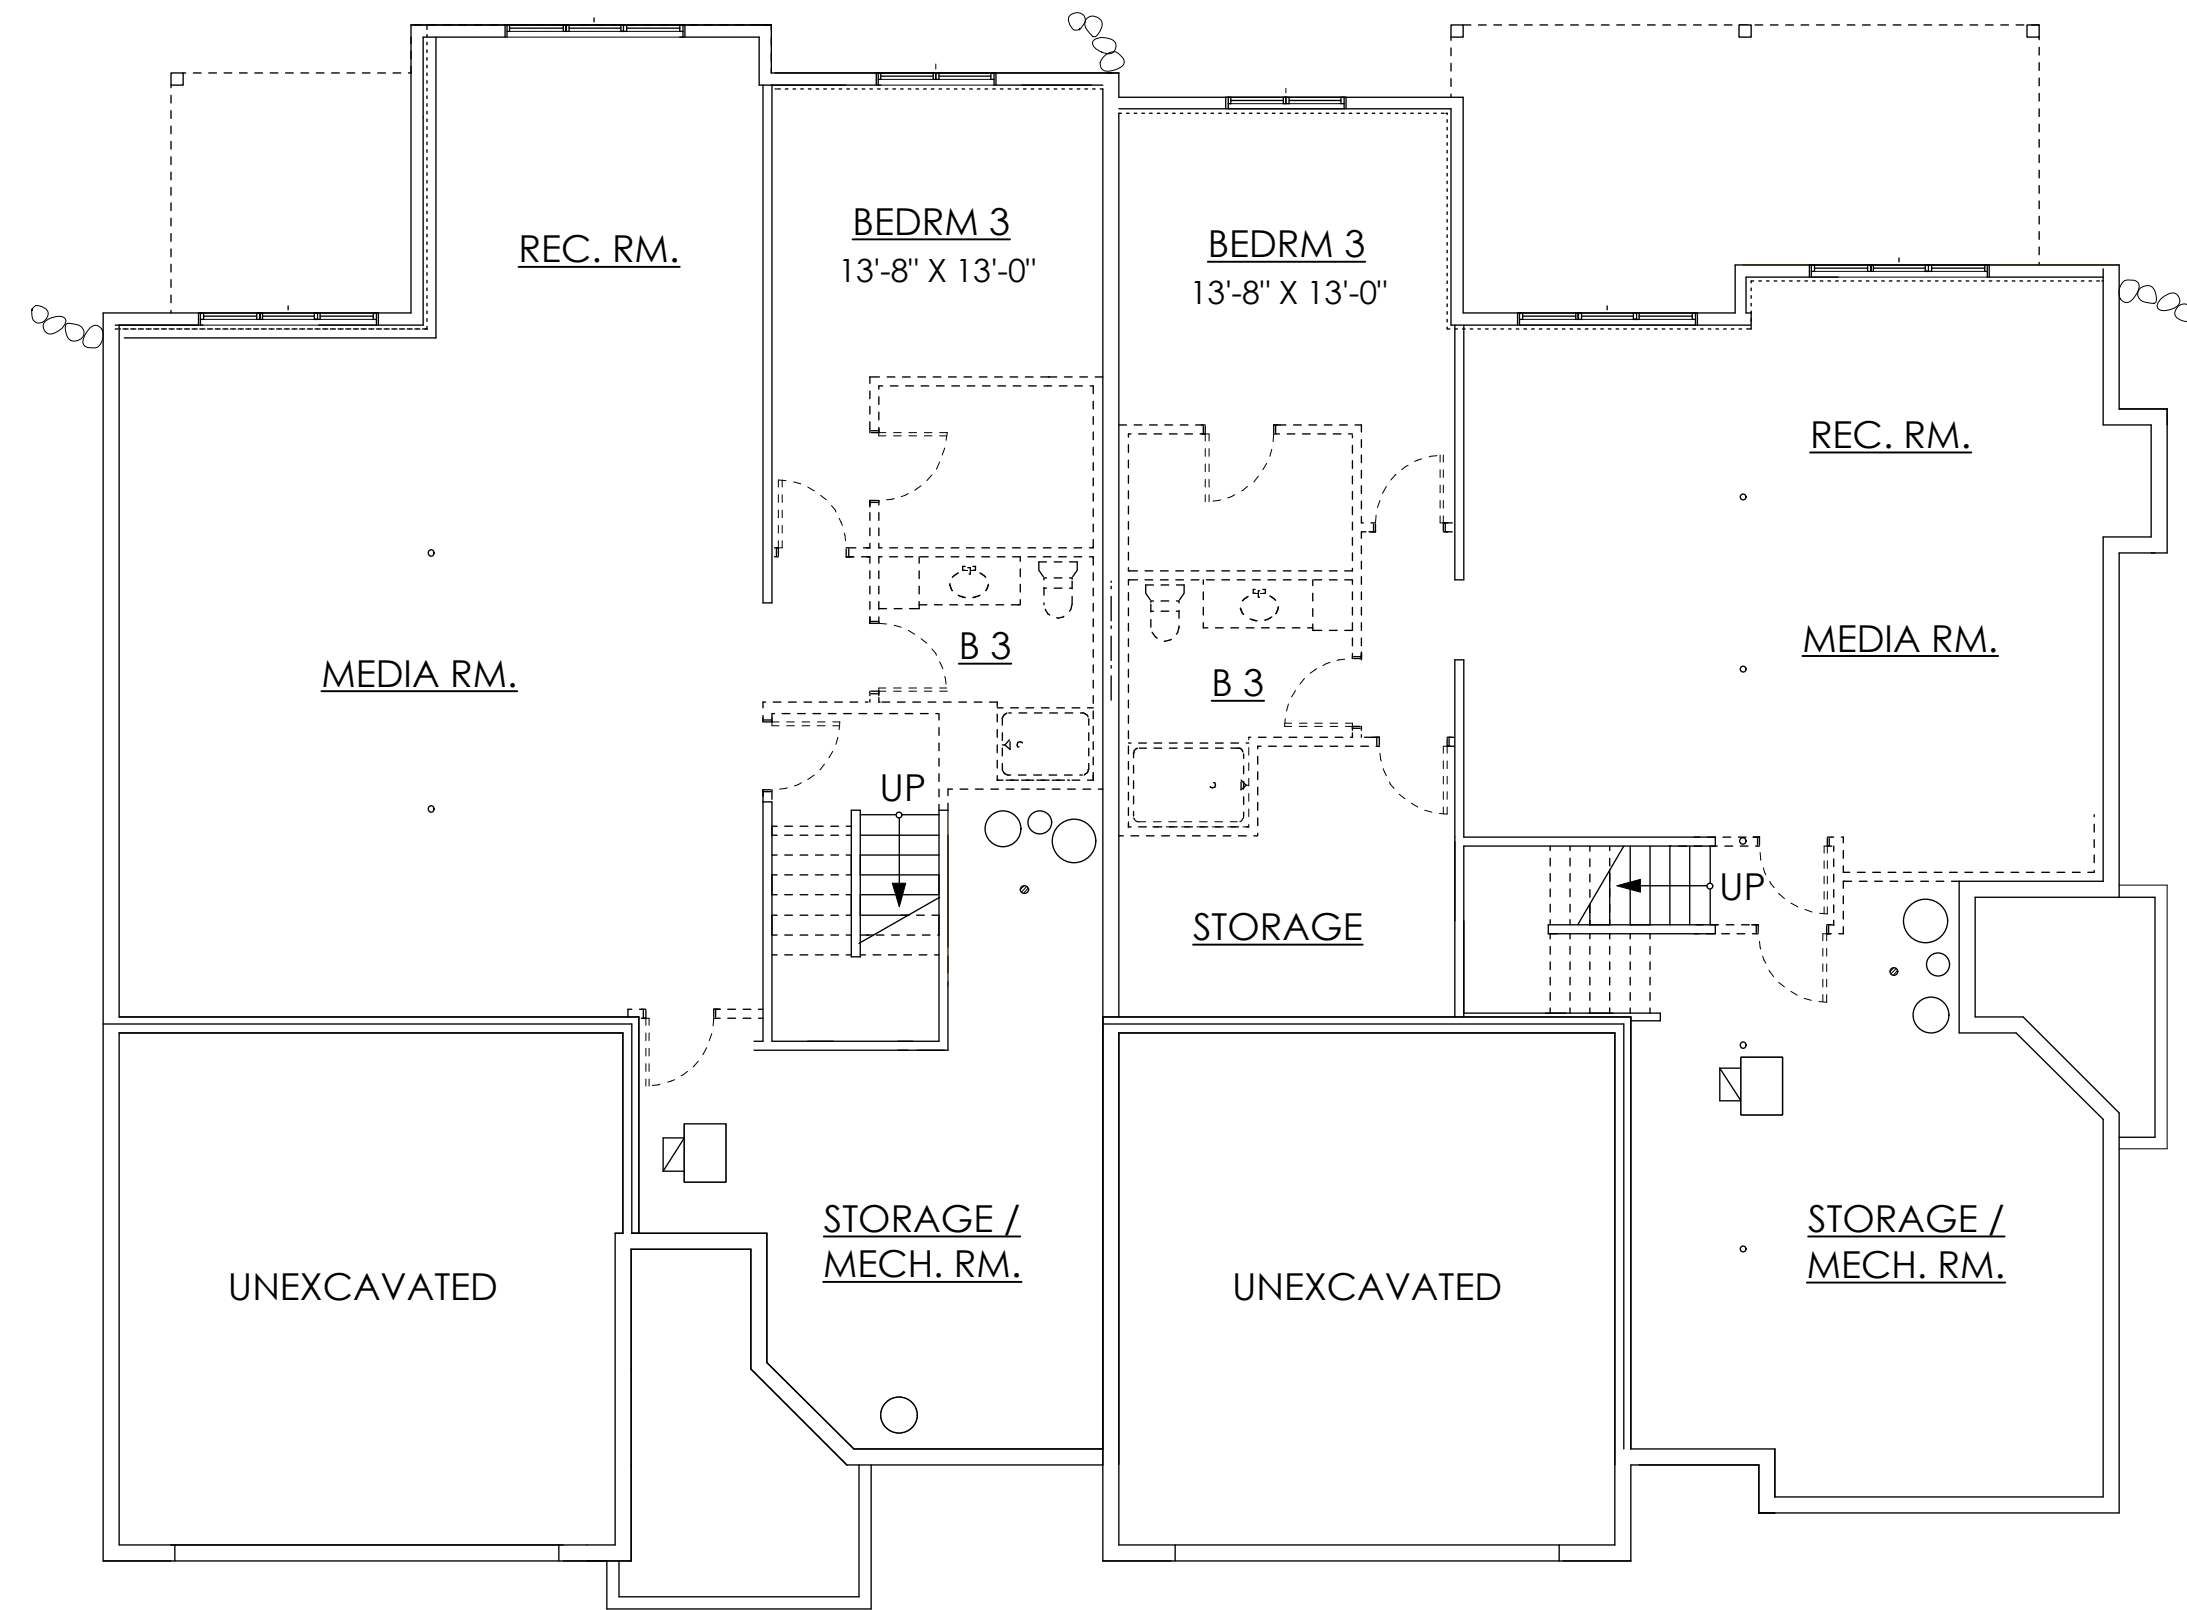 REC. RM.
BEDRM 3
13'-8" X 13'-0"
MEDIA RM.
B 3
UP
STORAGE /
MECH. RM.
UNEXCAVATED
BEDRM 3
13'-8" X 13'-0"
REC. RM.
MEDIA RM.
B 3
STORAGE
UP
UNEXCAVATED
STORAGE /
MECH. RM.